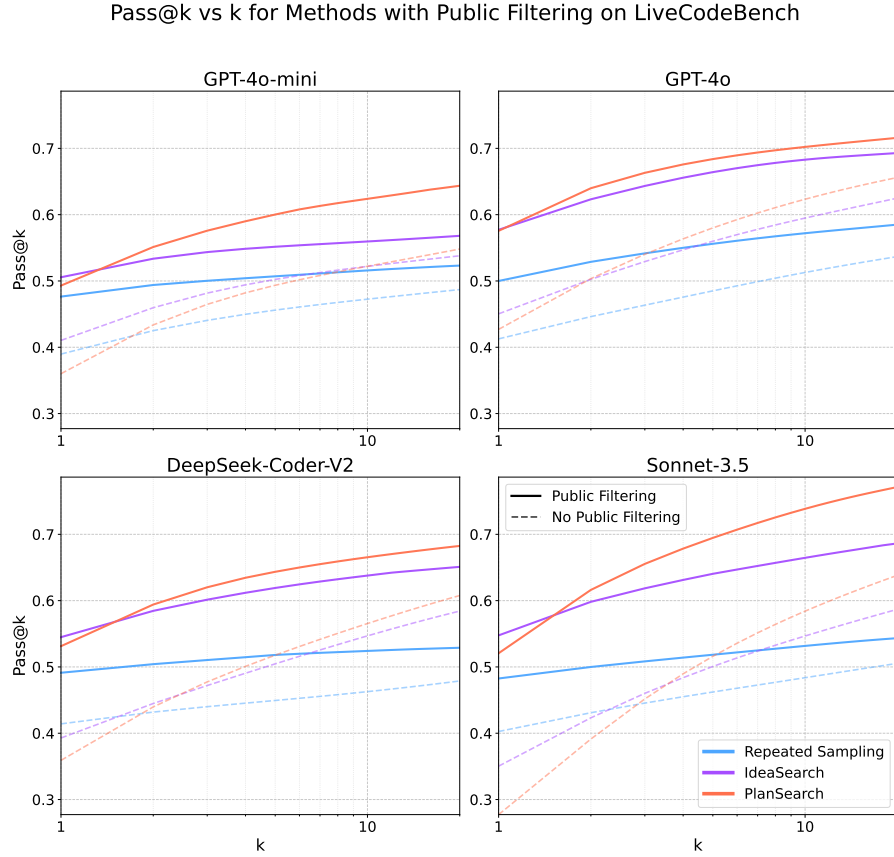 Pass@k vs k for Methods with Public Filtering on LiveCodeBench
GPT-4o-mini
GPT-4o
Pass@k
0.7
0.6
0.5
0.4
0.3
1
10
0.7
0.6
0.5
0.4
0.3
1
10
DeepSeek-Coder-V2
Sonnet-3.5
Pass@k
0.7
0.6
0.5
0.4
0.3
1
10
k
0.7
0.6
0.5
0.4
0.3
1
10
k
Public Filtering
No Public Filtering
Repeated Sampling
IdeaSearch
PlanSearch